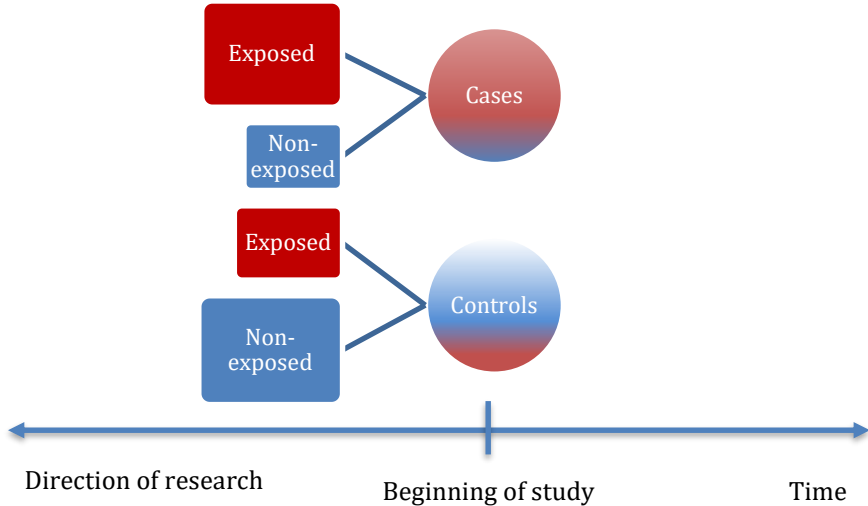 Exposed
Cases
Non-
exposed
Exposed
Controls
Non-
exposed
Direction of research
Beginning of study
Time